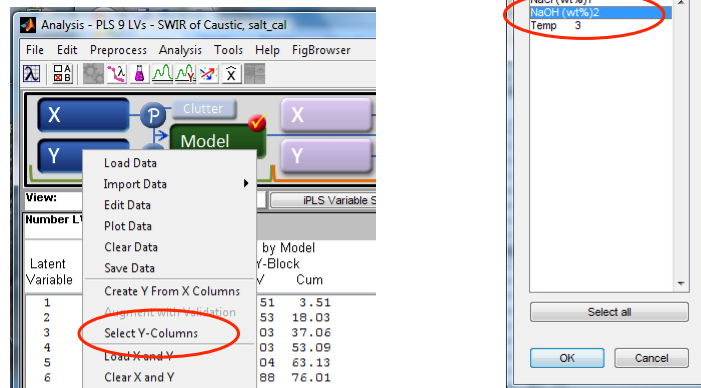 Analysis - PLS 9 LVs - SWIR of Caustic, salt_cal
File Edit Preprocess Analysis Tools Help FigBrowser
X
P
Clutter
Model
X
Y
Y
Load Data
Import Data
Edit Data
Plot Data
Clear Data
Save Data
Create Y From X Columns
Augment with Validation
Select Y-Columns
Load X and Y
Clear X and Y
View:
iPLS Variable S
Number L
by Model
Latent
Y-Block
Variable
Cum
1 51 3.51
2 53 18.03
3 03 37.06
4 03 53.09
5 04 63.13
6 88 76.01
NaCl (wt%)1
NaOH (wt%)2
Temp 3
Select all
OK Cancel